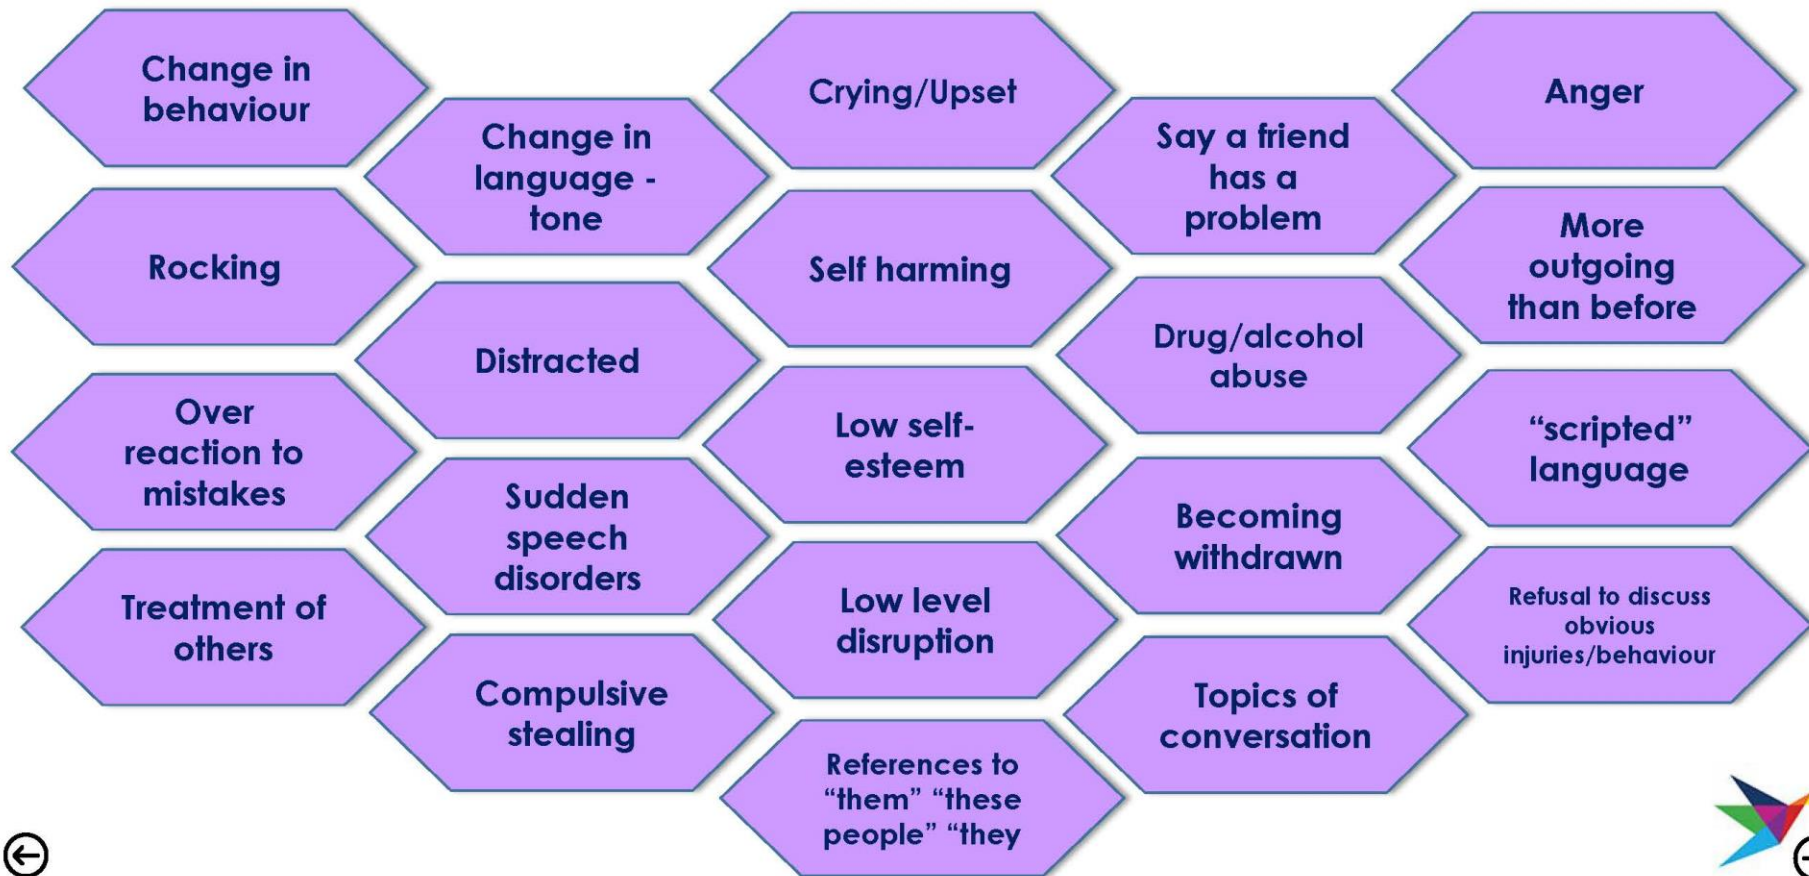 Change in
behaviour
Rocking
Over
reaction to
mistakes
Treatment of
others
Change in
language -
tone
Distracted
Sudden
speech
disorders
Compulsive
stealing
Crying/Upset
Self harming
Low self-
esteem
Low level
disruption
References to
“them” “these
people” “they
Say a friend
has a
problem
Drug/alcohol
abuse
Becoming
withdrawn
Topics of
conversation
Anger
More
outgoing
than before
“scripted”
language
Refusal to discuss
obvious
injuries/behaviour